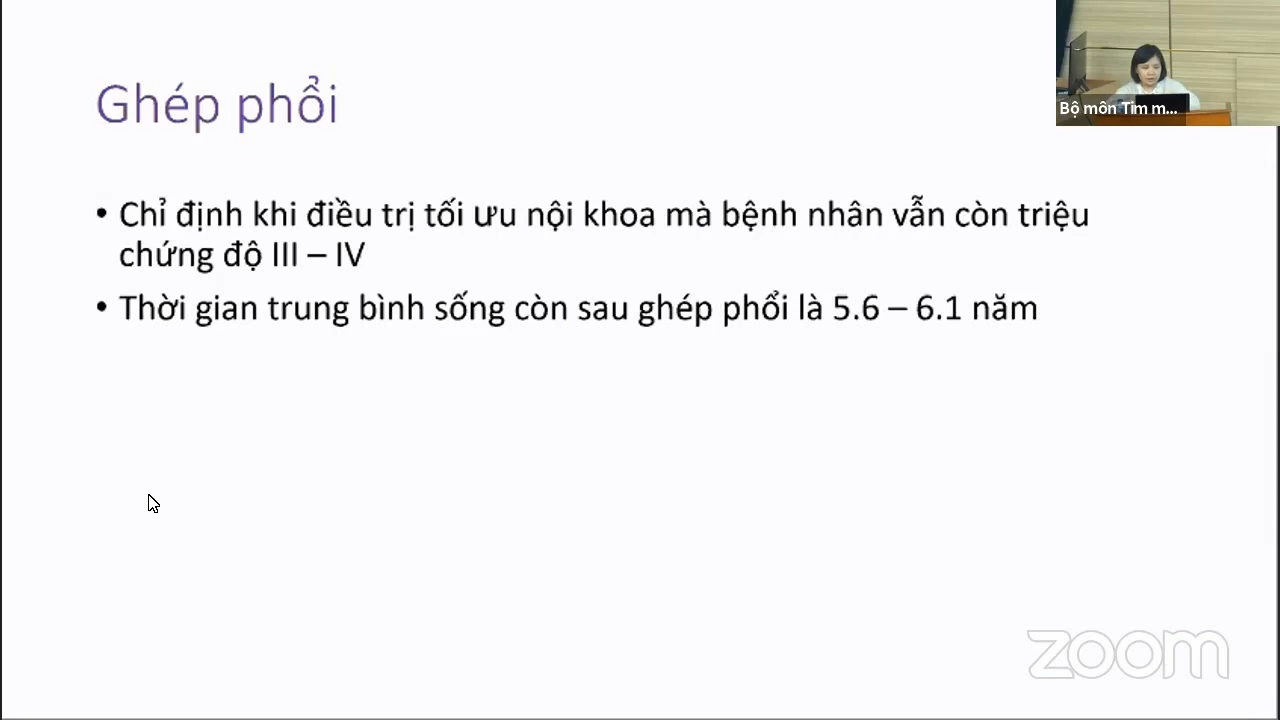 Ghép phổi
Bộ môn Tim m...
• Chỉ định khi điều trị tối ưu nội khoa mà bệnh nhân vẫn còn triệu
chứng độ III – IV
• Thời gian trung bình sống còn sau ghép phổi là 5.6 – 6.1 năm
zoom